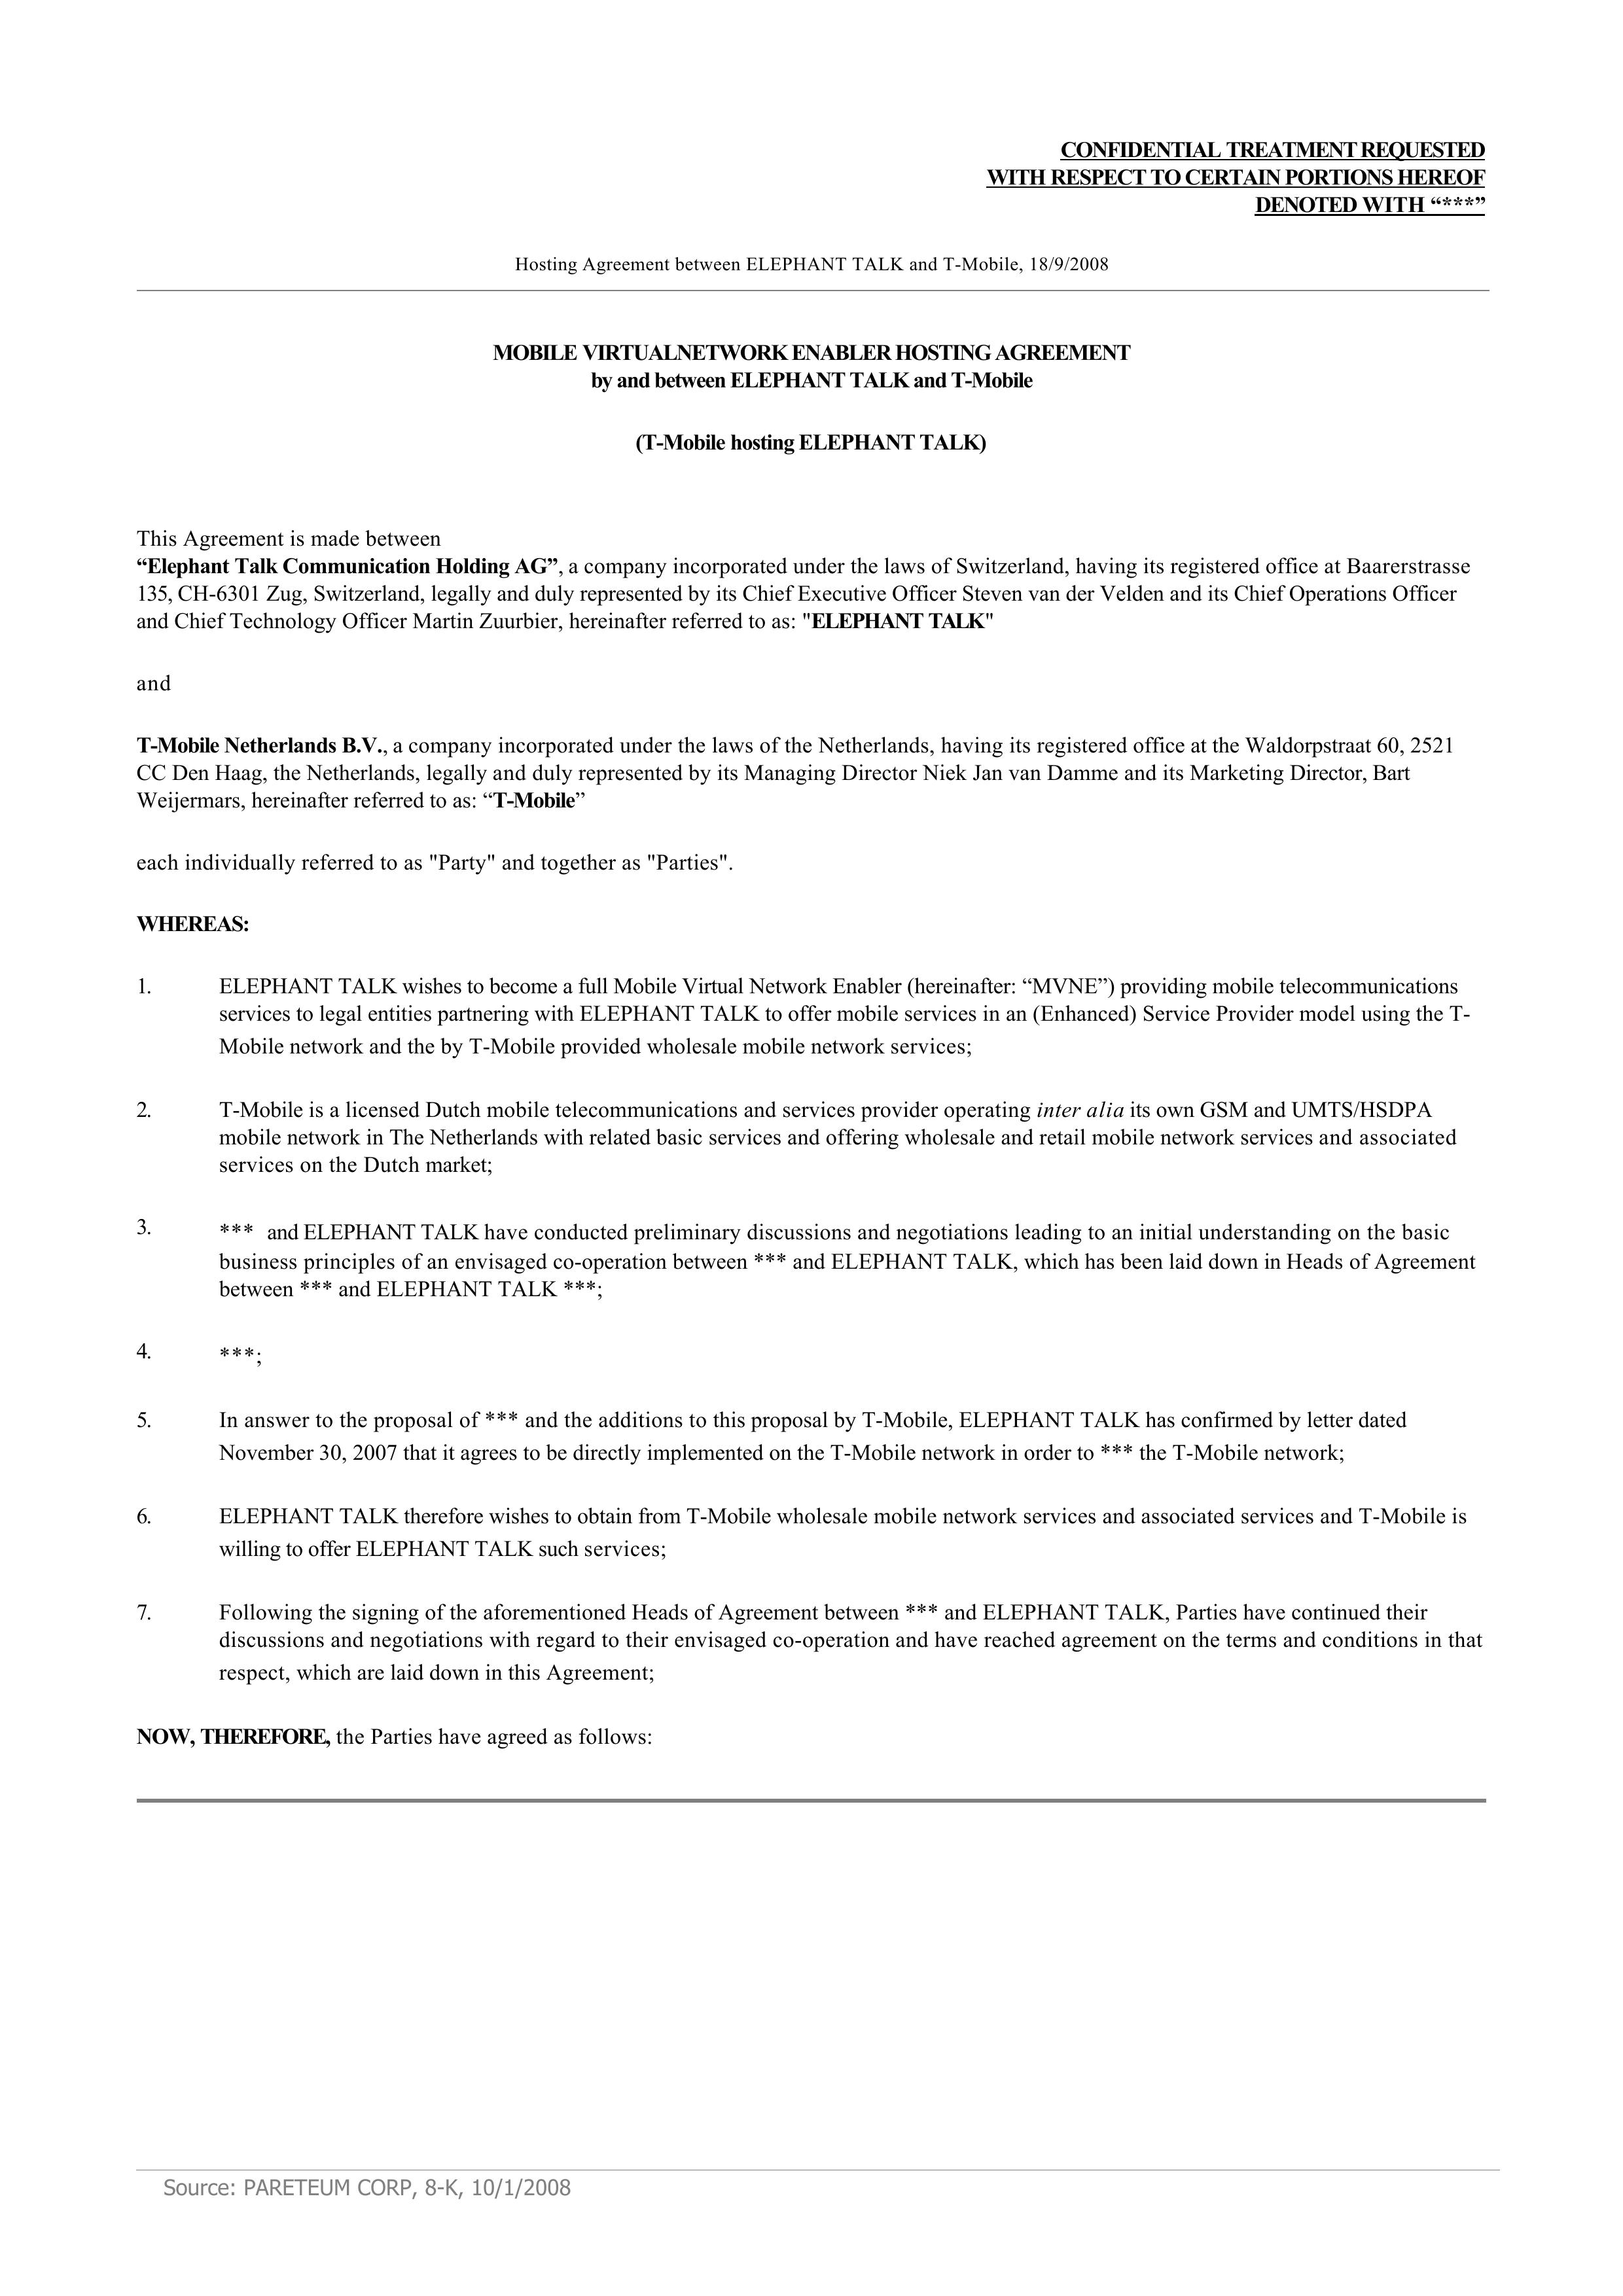 CONFIDENTIAL TREATMENT REQUESTED
WITH RESPECT TO CERTAIN PORTIONS HEREOF
DENOTED WITH “***”
Hosting Agreement between ELEPHANT TALK and T-Mobile, 18/9/2008
MOBILE VIRTUALNETWORK ENABLER HOSTING AGREEMENT
by and between ELEPHANT TALK and T-Mobile
(T-Mobile hosting ELEPHANT TALK)
This Agreement is made between
“Elephant Talk Communication Holding AG”, a company incorporated under the laws of Switzerland, having its registered office at Baarerstrasse
135, CH-6301 Zug, Switzerland, legally and duly represented by its Chief Executive Officer Steven van der Velden and its Chief Operations Officer
and Chief Technology Officer Martin Zuurbier, hereinafter referred to as: "ELEPHANT TALK"
and
T-Mobile Netherlands B.V., a company incorporated under the laws of the Netherlands, having its registered office at the Waldorpstraat 60, 2521
CC Den Haag, the Netherlands, legally and duly represented by its Managing Director Niek Jan van Damme and its Marketing Director, Bart
Weijermars, hereinafter referred to as: “T-Mobile”
each individually referred to as "Party" and together as "Parties".
WHEREAS:
1. ELEPHANT TALK wishes to become a full Mobile Virtual Network Enabler (hereinafter: “MVNE”) providing mobile telecommunications
services to legal entities partnering with ELEPHANT TALK to offer mobile services in an (Enhanced) Service Provider model using the T-
Mobile network and the by T-Mobile provided wholesale mobile network services;
2. T-Mobile is a licensed Dutch mobile telecommunications and services provider operating inter alia its own GSM and UMTS/HSDPA
mobile network in The Netherlands with related basic services and offering wholesale and retail mobile network services and associated
services on the Dutch market;
3. *** and ELEPHANT TALK have conducted preliminary discussions and negotiations leading to an initial understanding on the basic
business principles of an envisaged co-operation between *** and ELEPHANT TALK, which has been laid down in Heads of Agreement
between *** and ELEPHANT TALK ***;
4. ***;
5. In answer to the proposal of *** and the additions to this proposal by T-Mobile, ELEPHANT TALK has confirmed by letter dated
November 30, 2007 that it agrees to be directly implemented on the T-Mobile network in order to *** the T-Mobile network;
6. ELEPHANT TALK therefore wishes to obtain from T-Mobile wholesale mobile network services and associated services and T-Mobile is
willing to offer ELEPHANT TALK such services;
7. Following the signing of the aforementioned Heads of Agreement between *** and ELEPHANT TALK, Parties have continued their
discussions and negotiations with regard to their envisaged co-operation and have reached agreement on the terms and conditions in that
respect, which are laid down in this Agreement;
NOW, THEREFORE, the Parties have agreed as follows:
Source: PARETEUM CORP, 8-K, 10/1/2008